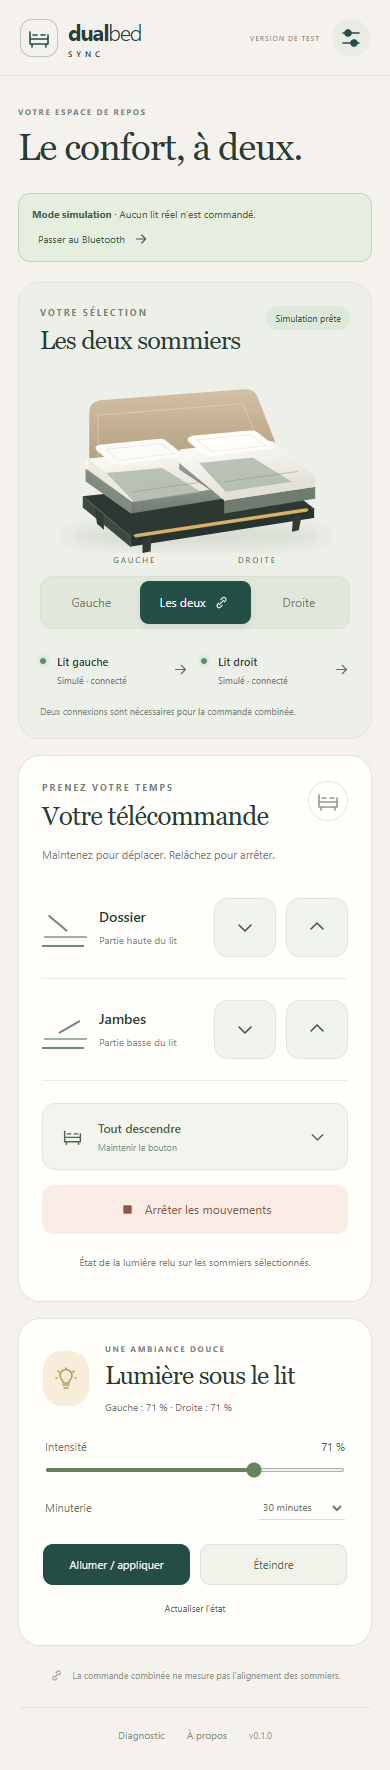 dualbed
SYNC
VERSION DE TEST
VOTRE ESPACE DE REPOS
Le confort, à deux.
Mode simulation · Aucun lit réel n'est commandé.
Passer au Bluetooth
VOTRE SÉLECTION
Simulation prête
Les deux sommiers
GAUCHE DROITE
Gauche Les deux Droite
Lit gauche Lit droit
Simulé · connecté Simulé · connecté
Deux connexions sont nécessaires pour la commande combinée.
PRENEZ VOTRE TEMPS
Votre télécommande
Maintenez pour déplacer. Relâchez pour arrêter.
Dossier
Partie haute du lit
Jambes
Partie basse du lit
Tout descendre
Maintenir le bouton
Arrêter les mouvements
État de la lumière relu sur les sommiers sélectionnés.
UNE AMBIANCE DOUCE
Lumière sous le lit
Gauche : 71 % · Droite : 71 %
Intensité 71 %
Minuterie 30 minutes
Allumer / appliquer Éteindre
Actualiser l'état
La commande combinée ne mesure pas l'alignement des sommiers.
Diagnostic À propos v0.1.0